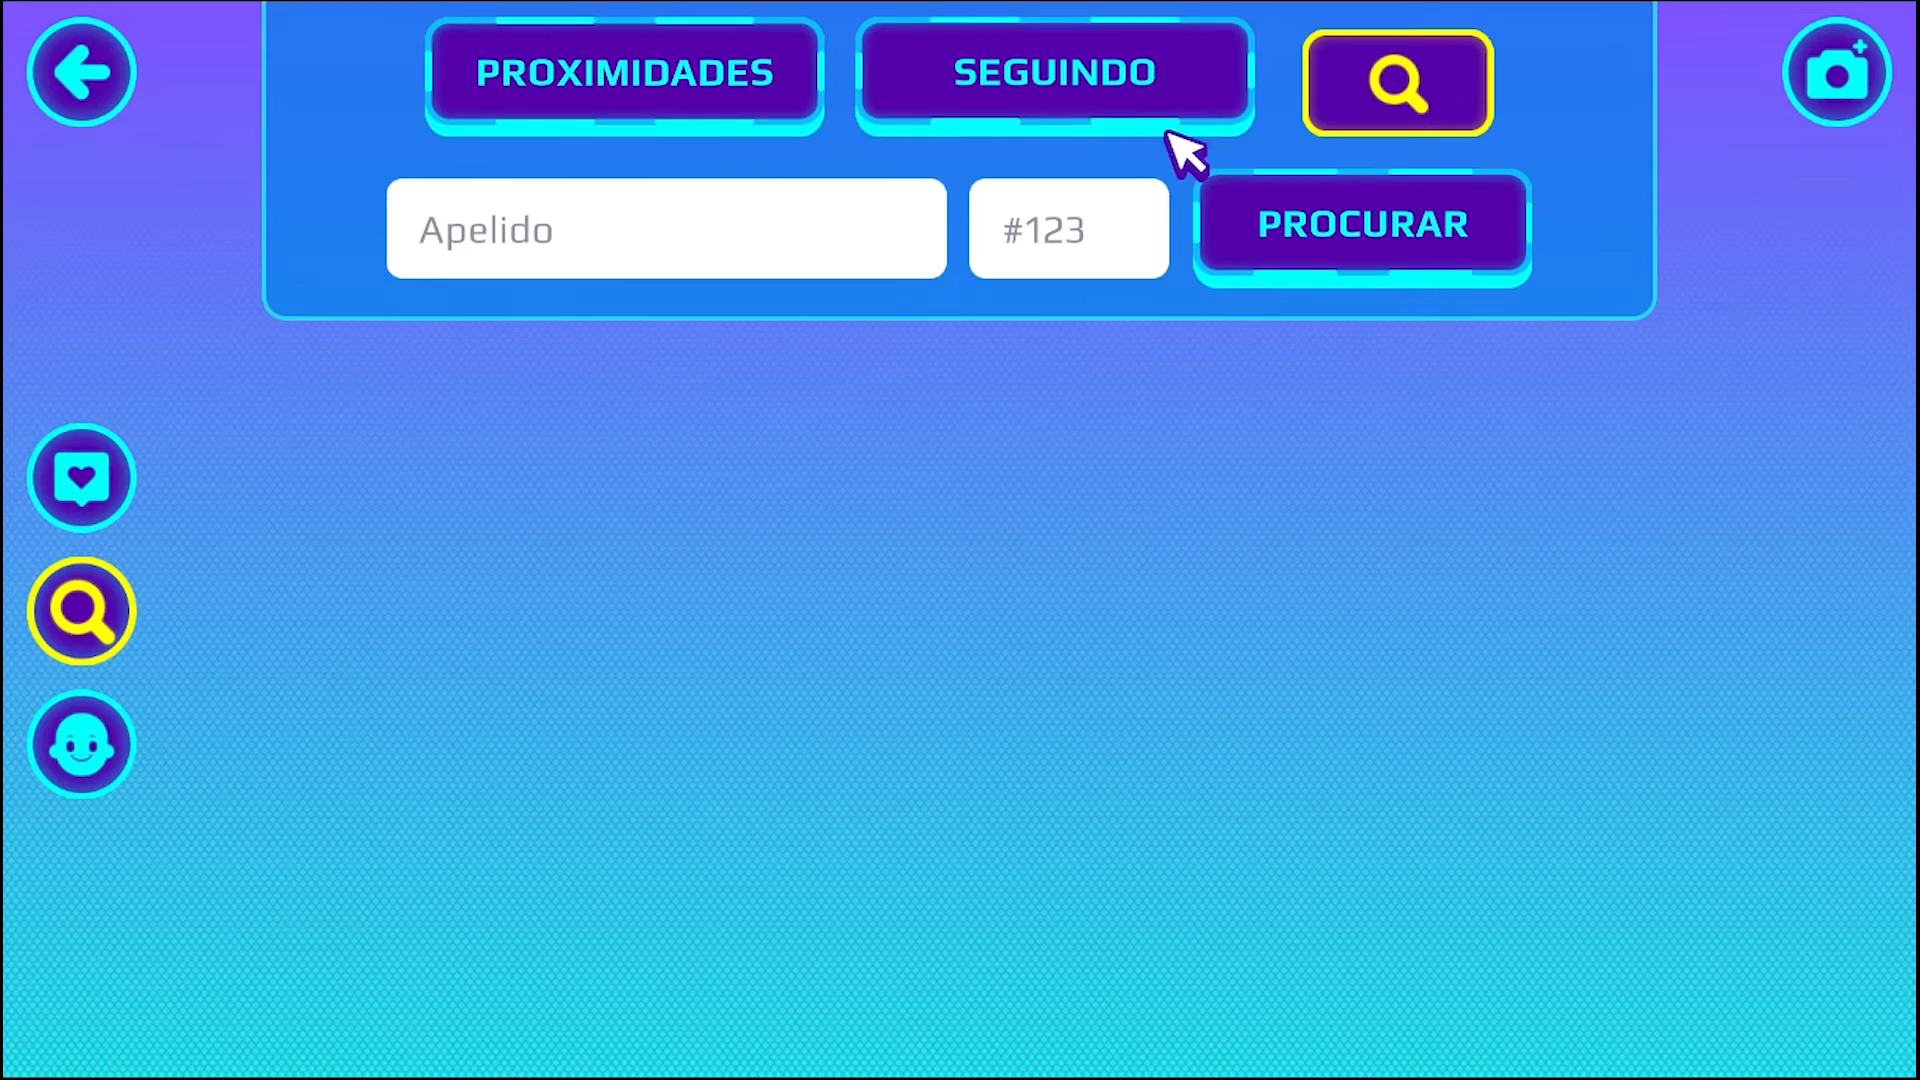 PROXIMIDADES
SEGUINDO
Apelido
#123
PROCURAR